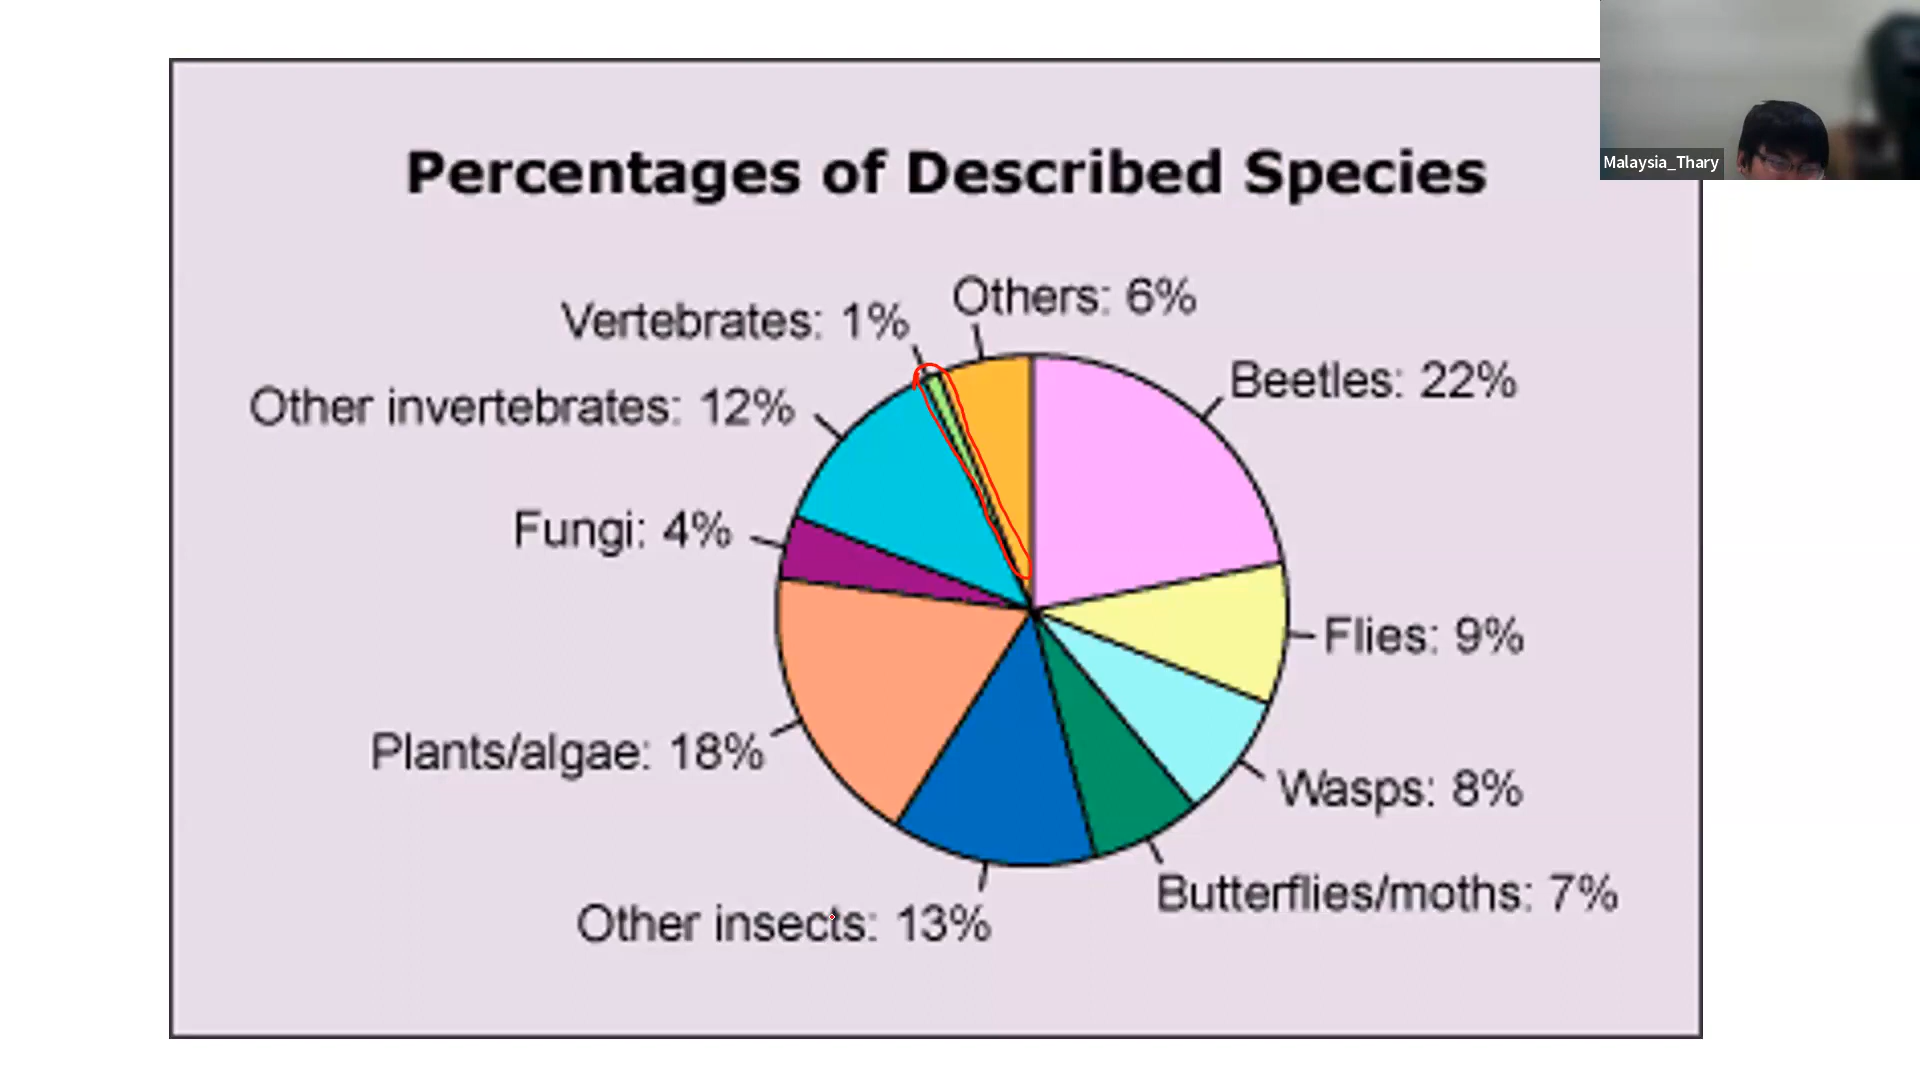 Malaysia_Thary
Percentages of Described Species
Others: 6%
Vertebrates: 1%
Beetles: 22%
Other invertebrates: 12%
Fungi: 4%
Flies: 9%
Plants/algae: 18%
Wasps: 8%
Butterflies/moths: 7%
Other insects: 13%